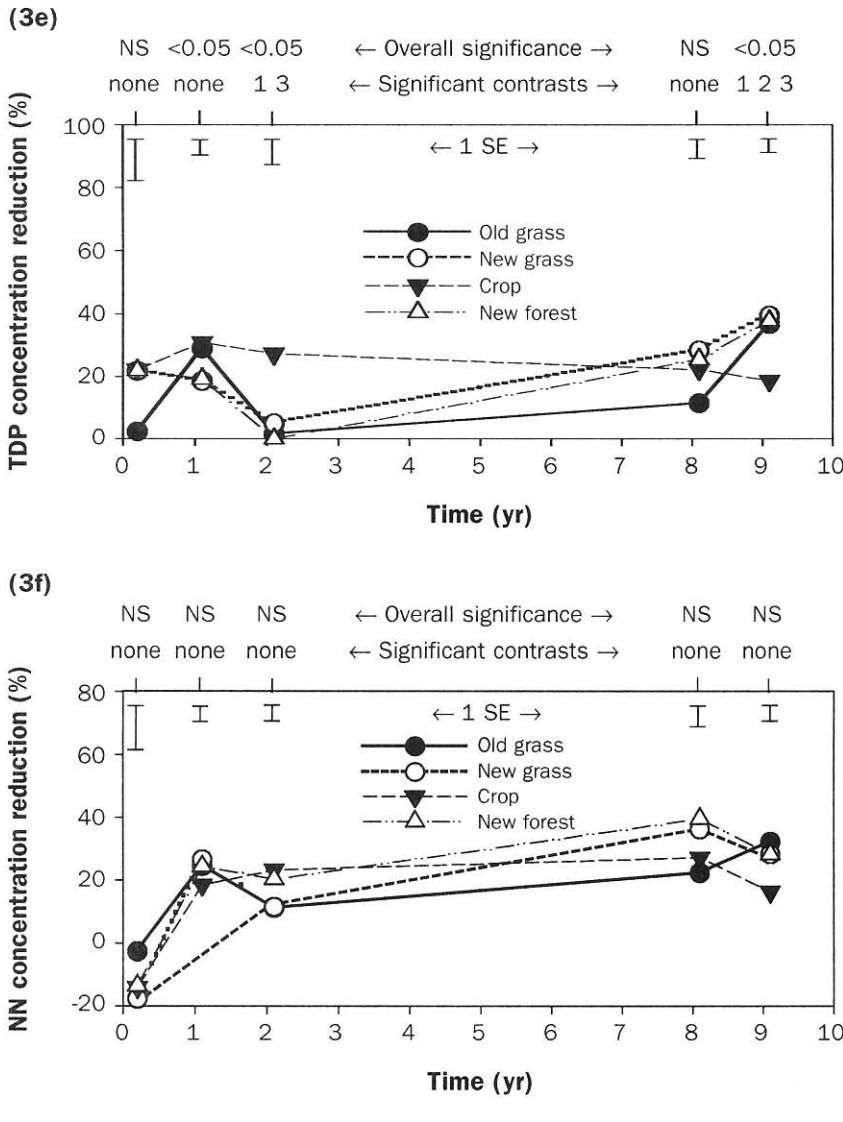 (3e)
NS <0.05 <0.05 ← Overall significance → NS <0.05
none none 1 3 ← Significant contrasts → none 1 2 3
TDP concentration reduction (%)
100
← 1 SE →
80
60
Old grass
New grass
Crop
40
New forest
20
0
0 1 2 3 4 5 6 7 8 9 10
Time (yr)
(3f)
NS NS NS ← Overall significance → NS NS
none none none ← Significant contrasts → none none
NN concentration reduction (%)
80
← 1 SE →
Old grass
60
New grass
Crop
New forest
40
20
0
-20
0 1 2 3 4 5 6 7 8 9 10
Time (yr)